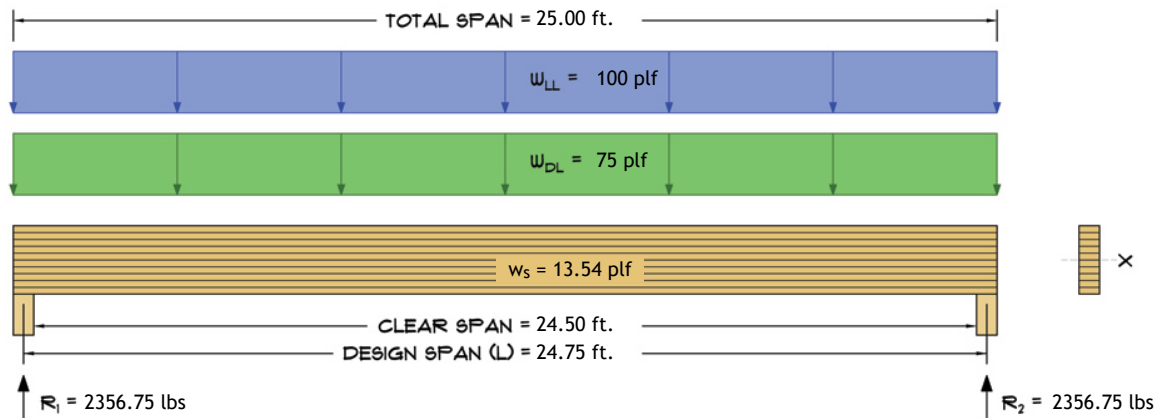 TOTAL SPAN = 25.00 ft.
wLL = 100 plf
wDL = 75 plf
ws = 13.54 plf
X
CLEAR SPAN = 24.50 ft.
DESIGN SPAN (L) = 24.75 ft.
R1 = 2356.75 lbs
R2 = 2356.75 lbs